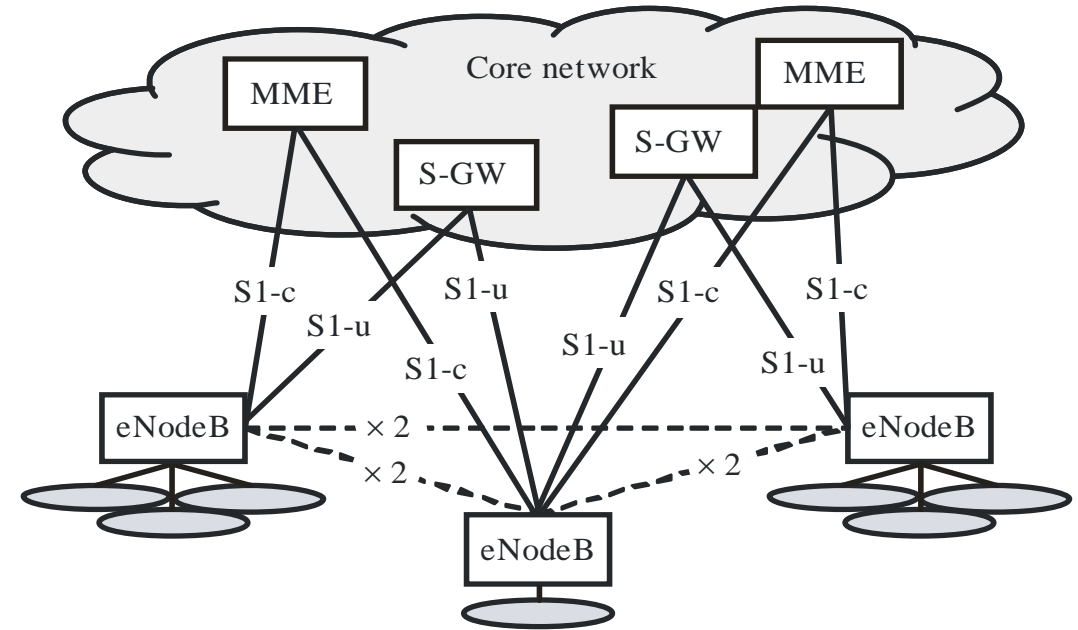 Core network
MME
MME
S-GW
S-GW
S1-c
S1-u
S1-c
S1-c
S1-u
S1-u
S1-c
S1-u
eNodeB
× 2
eNodeB
× 2
× 2
eNodeB